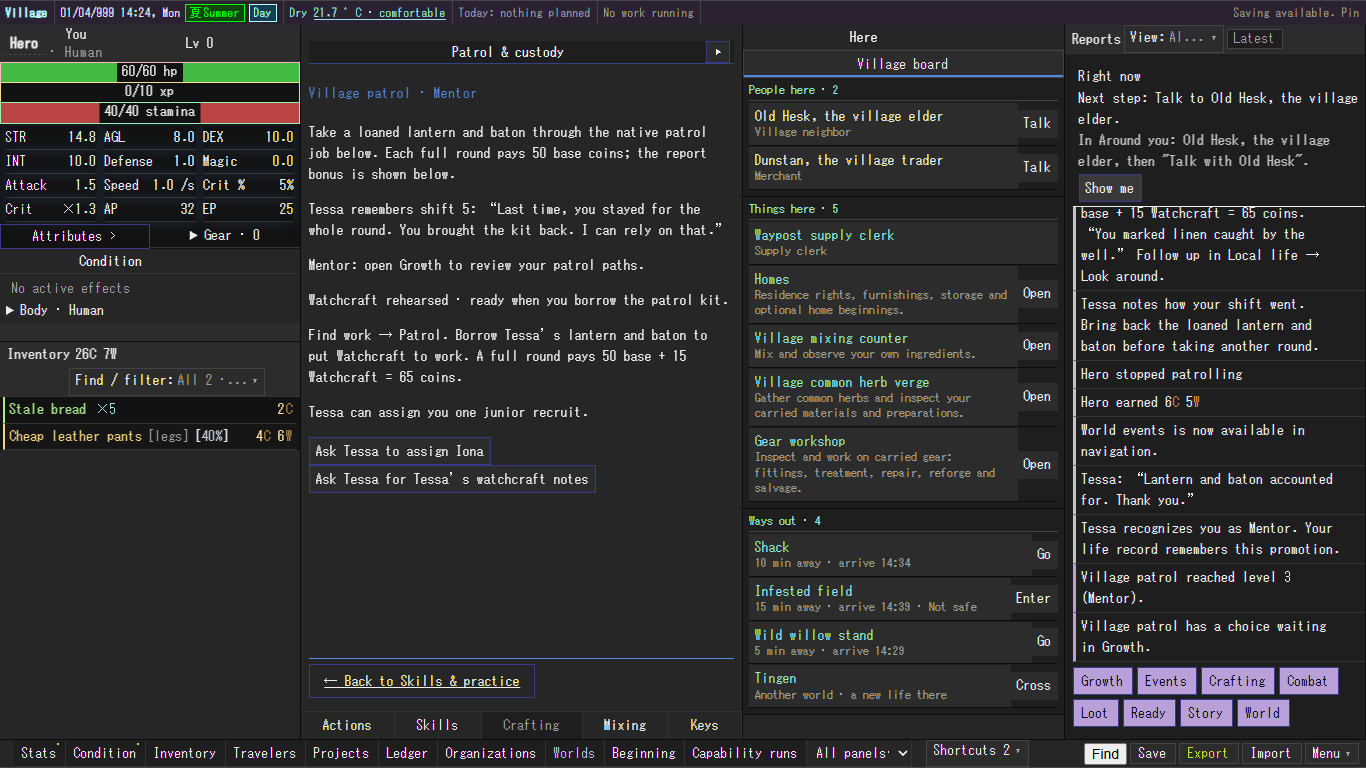 Village 01/04/999 14:24, Mon 夏Summer Day Dry 21.7 ° C · comfortable Today: nothing planned No work running Saving available. Pin
Hero · You Human Lv 0
60/60 hp
0/10 xp
40/40 stamina
STR 14.8 AGL 8.0 DEX 10.0
INT 10.0 Defense 1.0 Magic 0.0
Attack 1.5 Speed 1.0 /s Crit % 5%
Crit ×1.3 AP 32 EP 25
Attributes > ▶ Gear · 0
Condition
No active effects
▶ Body · Human
Inventory 26C 7W
Find / filter: All 2 ·... ▾
Stale bread ×5 2C
Cheap leather pants [legs] [40%] 4C 6W
Patrol & custody ▸
Village patrol · Mentor
Take a loaned lantern and baton through the native patrol
job below. Each full round pays 50 base coins; the report
bonus is shown below.
Tessa remembers shift 5: “Last time, you stayed for the
whole round. You brought the kit back. I can rely on that.”
Mentor: open Growth to review your patrol paths.
Watchcraft rehearsed · ready when you borrow the patrol kit.
Find work → Patrol. Borrow Tessa’s lantern and baton to
put Watchcraft to work. A full round pays 50 base + 15
Watchcraft = 65 coins.
Tessa can assign you one junior recruit.
Ask Tessa to assign Iona
Ask Tessa for Tessa’s watchcraft notes
← Back to Skills & practice
Actions Skills Crafting Mixing Keys
Here
Village board
People here · 2
Old Hesk, the village elder
Village neighbor
Talk
Dunstan, the village trader
Merchant
Talk
Things here · 5
Waypost supply clerk
Supply clerk
Homes
Residence rights, furnishings, storage and
optional home beginnings.
Open
Village mixing counter
Mix and observe your own ingredients.
Open
Village common herb verge
Gather common herbs and inspect your
carried materials and preparations.
Open
Gear workshop
Inspect and work on carried gear:
fittings, treatment, repair, reforge and
salvage.
Open
Ways out · 4
Shack
10 min away · arrive 14:34
Go
Infested field
15 min away · arrive 14:39 · Not safe
Enter
Wild willow stand
5 min away · arrive 14:29
Go
Tingen
Another world · a new life there
Cross
Reports View: Al... ▾ Latest
Right now
Next step: Talk to Old Hesk, the village
elder.
In Around you: Old Hesk, the village
elder, then "Talk with Old Hesk".
Show me
base + 15 Watchcraft = 65 coins.
“You marked linen caught by the
well.” Follow up in Local life →
Look around.
Tessa notes how your shift went.
Bring back the loaned lantern and
baton before taking another round.
Hero stopped patrolling
Hero earned 6C 5W
World events is now available in
navigation.
Tessa: “Lantern and baton accounted
for. Thank you.”
Tessa recognizes you as Mentor. Your
life record remembers this promotion.
Village patrol reached level 3
(Mentor).
Village patrol has a choice waiting
in Growth.
Growth Events Crafting Combat
Loot Ready Story World
Stats Condition Inventory Travelers Projects Ledger Organizations Worlds Beginning Capability runs All panels Shortcuts 2 ▾ Find Save Export Import Menu ▾